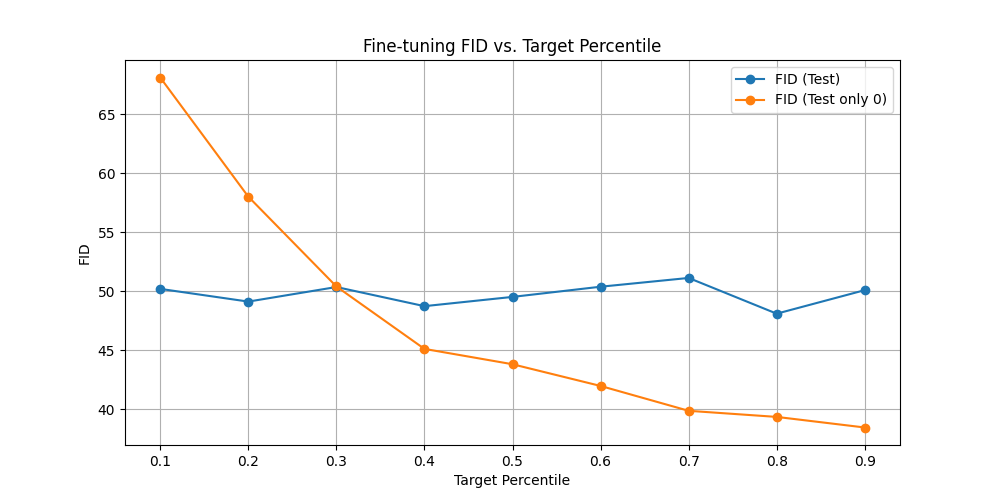 Fine-tuning FID vs. Target Percentile
FID (Test)
FID (Test only 0)
65
60
55
50
45
40
FID
0.1 0.2 0.3 0.4 0.5 0.6 0.7 0.8 0.9
Target Percentile